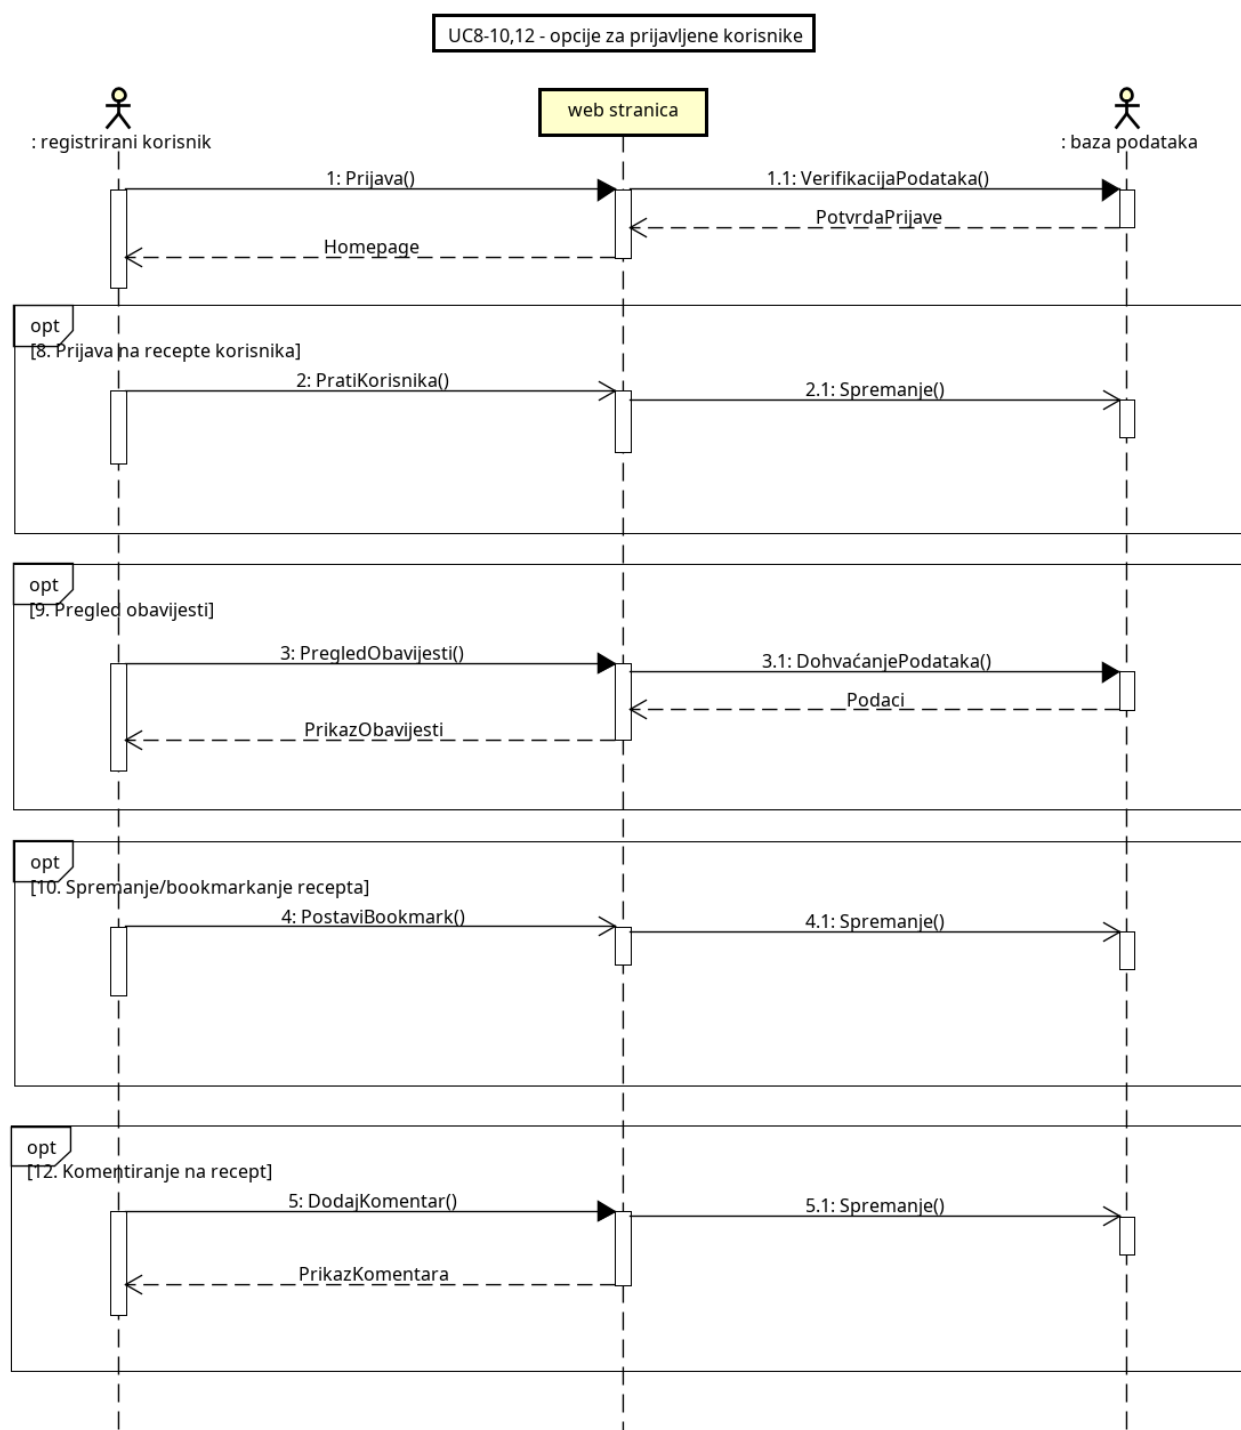 UC8-10,12 - opcije za prijavljene korisnike
: registrirani korisnik
web stranica
: baza podataka
1: Prijava()
1.1: VerifikacijaPodataka()
PotvrdaPrijave
Homepage
opt
[8. Prijava na recepte korisnika]
2: PratiKorisnika()
2.1: Spremanje()
opt
[9. Pregled obavijesti]
3: PregledObavijesti()
3.1: DohvaćanjePodataka()
Podaci
PrikazObavijesti
opt
[10. Spremanje/bookmarkanje recepta]
4: PostaviBookmark()
4.1: Spremanje()
opt
[12. Komentiranje na recept]
5: DodajKomentar()
5.1: Spremanje()
PrikazKomentara